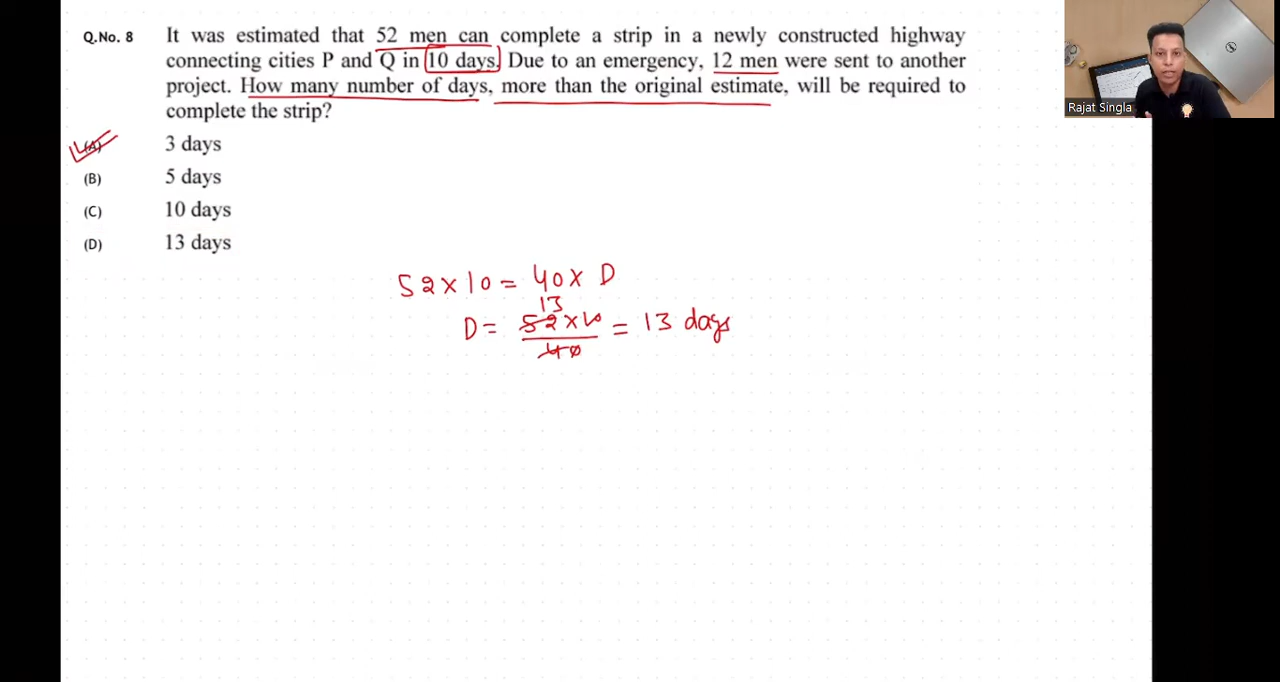 Q.No. 8 It was estimated that 52 men can complete a strip in a newly constructed highway
connecting cities P and Q in 10 days. Due to an emergency, 12 men were sent to another
project. How many number of days, more than the original estimate, will be required to
complete the strip?
(A) 3 days
(B) 5 days
(C) 10 days
(D) 13 days
52 × 10 = 40 × D
13
D = 52 × 10 = 13 days
40
Rajat Singla